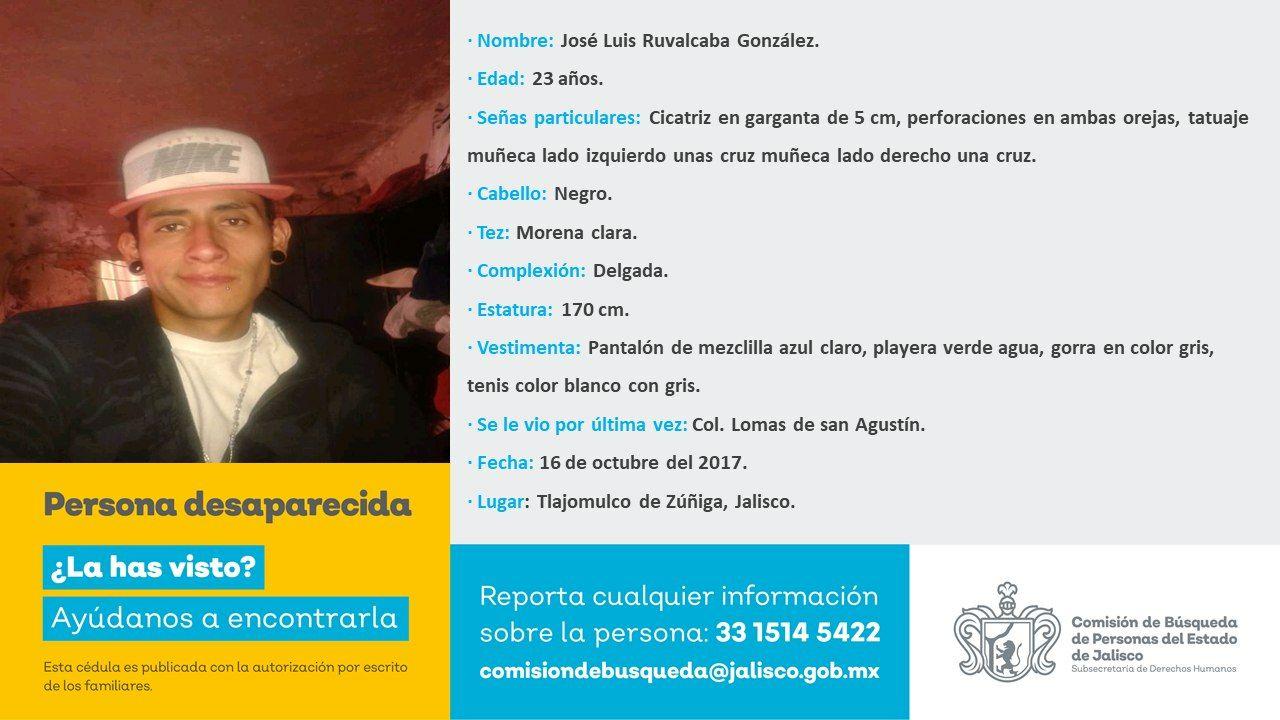 NIKE
Persona desaparecida
¿La has visto?
Ayúdanos a encontrarla
Esta cédula es publicada con la autorización por escrito
de los familiares.
· Nombre: José Luis Ruvalcaba González.
· Edad: 23 años.
· Señas particulares: Cicatriz en garganta de 5 cm, perforaciones en ambas orejas, tatuaje
muñeca lado izquierdo unas cruz muñeca lado derecho una cruz.
· Cabello: Negro.
· Tez: Morena clara.
· Complexión: Delgada.
· Estatura: 170 cm.
· Vestimenta: Pantalón de mezclilla azul claro, playera verde agua, gorra en color gris,
tenis color blanco con gris.
· Se le vio por última vez: Col. Lomas de san Agustín.
· Fecha: 16 de octubre del 2017.
· Lugar: Tlajomulco de Zúñiga, Jalisco.
Reporta cualquier información
sobre la persona: 33 1514 5422
comisiondebusqueda@jalisco.gob.mx
Comisión de Búsqueda
de Personas del Estado
de Jalisco
Subsecretaría de Derechos Humanos